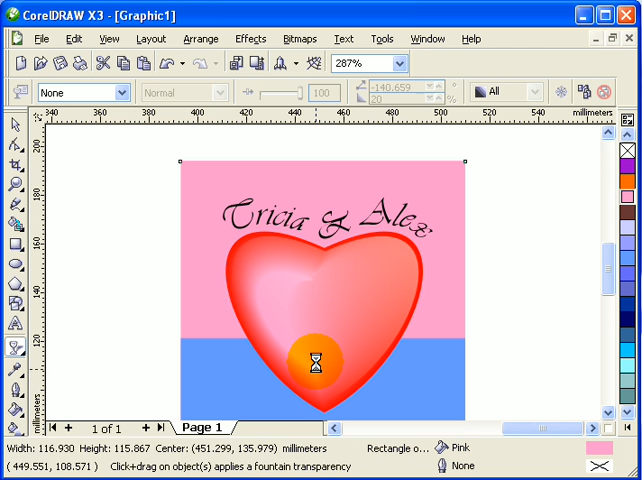 CorelDRAW X3 - [Graphic1]
File Edit View Layout Arrange Effects Bitmaps Text Tools Window Help
287%
None Normal 100 -140.659 20 ° % All
340 400 420 440 460 480 500 520 540 millimeters
200
180
160
140
120
millimeters
Tricia & Alex
1 of 1 Page 1
Width: 116.930 Height: 115.867 Center: (451.299, 135.979) millimeters Rectangle o... Pink
( 449.551, 108.571 ) Click+drag on object(s) applies a fountain transparency None